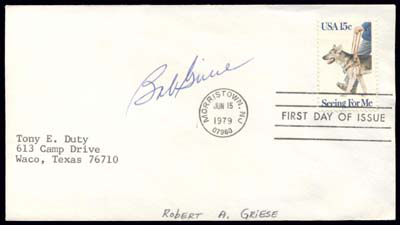 USA 15c
Bob Griese
Seeing For Me
MORRISTOWN, NJ
JUN 15
1979
07960
FIRST DAY OF ISSUE
Tony E. Duty
613 Camp Drive
Waco, Texas 76710
ROBERT A. GRIESE